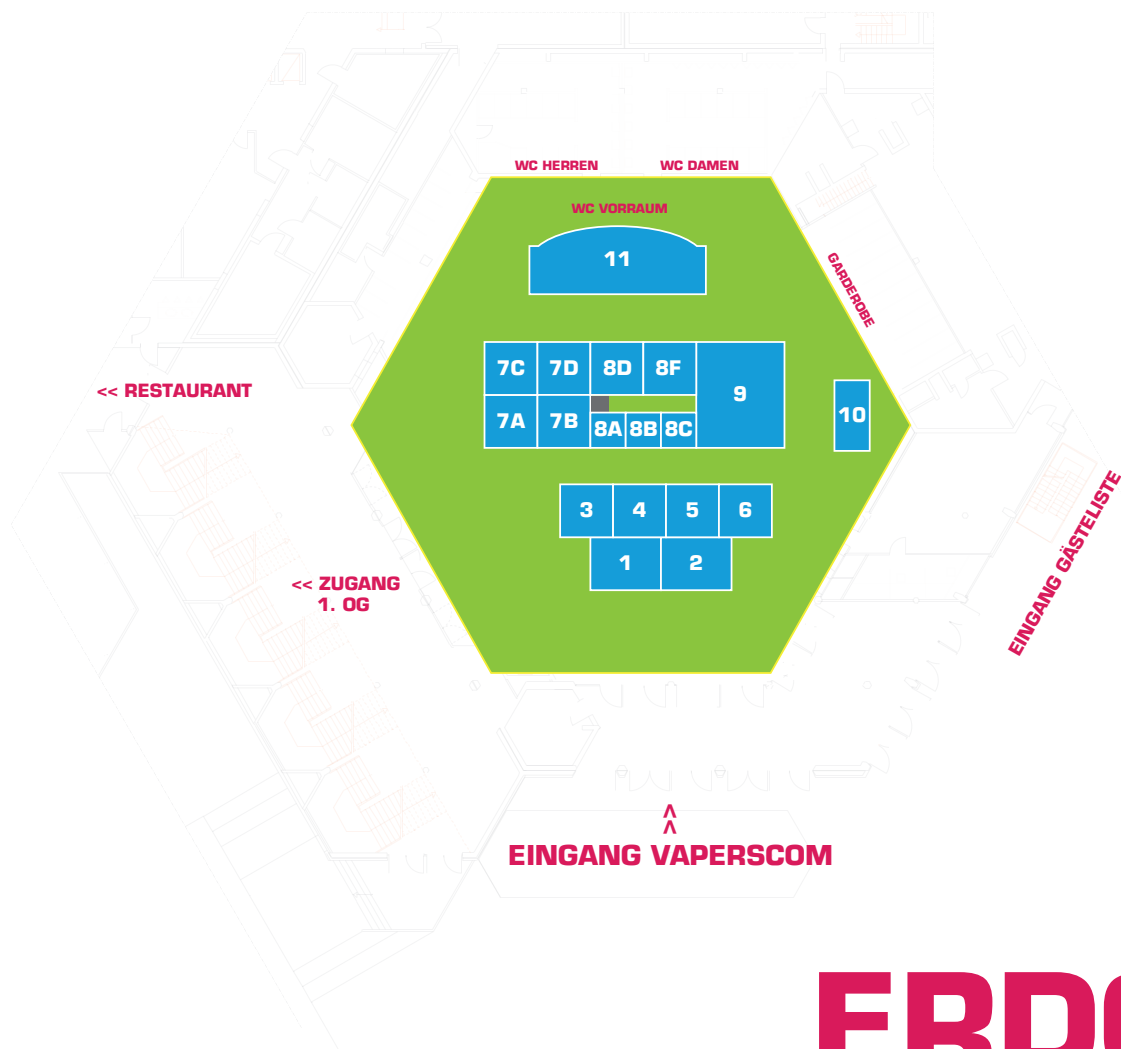 WC HERREN
WC DAMEN
WC VORRAUM
11
GARDEROBE
7C 7D 8D 8F
9
<< RESTAURANT
7A 7B
8A 8B 8C
10
3 4 5 6
EINGANG GÄSTELISTE
1 2
<< ZUGANG
1. OG
<<
EINGANG VAPERSCOM